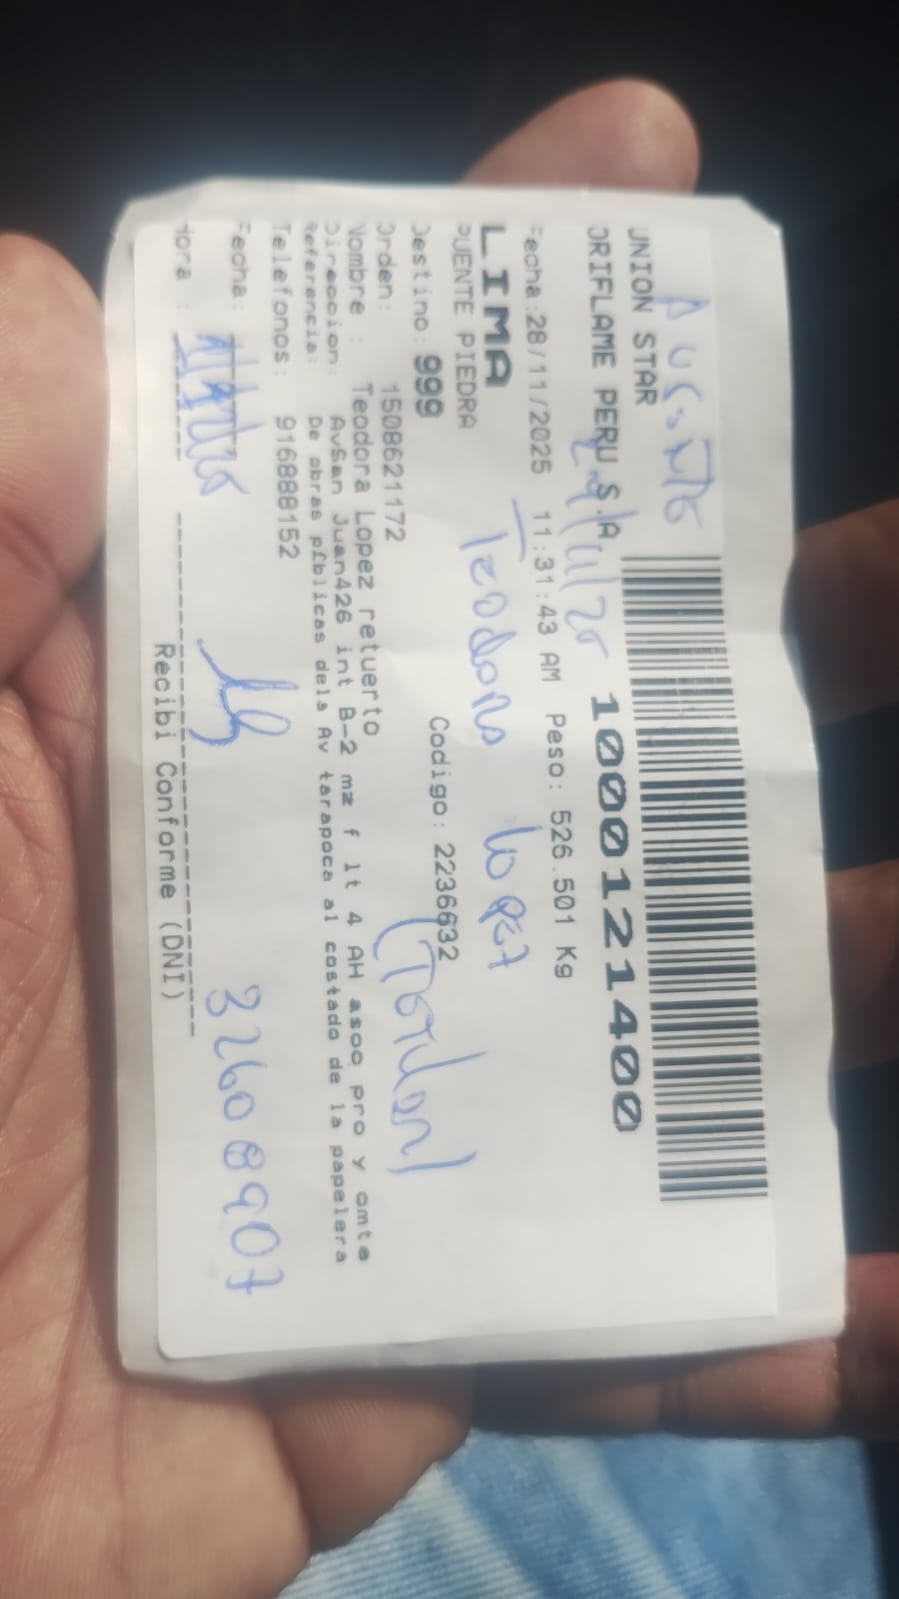 Ausente
UNION STAR
ORIFLAME PERU S.A
1000121400
Fecha:28/11/2025 11:31:43 AM Peso: 526.501 Kg
LIMA
PUENTE PIEDRA
Teodora Lopez
Destino: 999
Codigo: 2236632
Orden: 1508621172
Nombre : Teodora Lopez retuerto
Direccion: AvSan Juan426 int B-2 mz f lt 4 AH asoc pro y cmte
Referencia: De obras pfblicas dels Av tarapoca al costado de la papelera
Telefonos: 916888152
Fecha:
32608907
Hora :
Recibi Conforme (DNI)